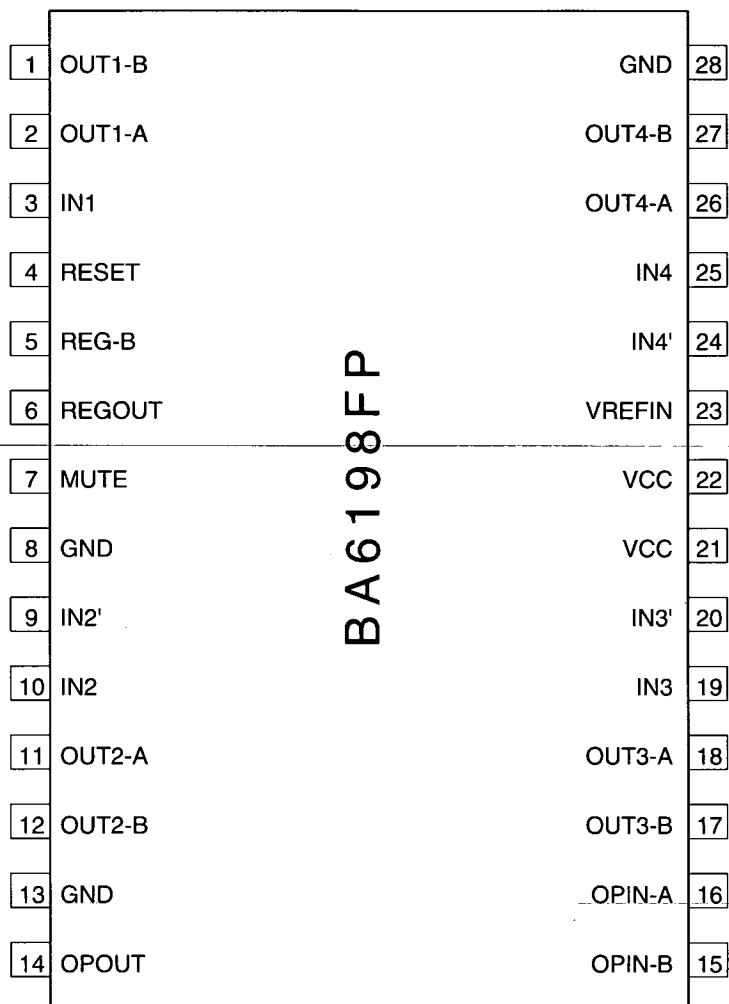 1 OUT1-B GND 28
2 OUT1-A OUT4-B 27
3 IN1 OUT4-A 26
4 RESET IN4 25
5 REG-B IN4' 24
6 REGOUT VREFIN 23
7 MUTE VCC 22
8 GND VCC 21
9 IN2' IN3' 20
10 IN2 IN3 19
11 OUT2-A OUT3-A 18
12 OUT2-B OUT3-B 17
13 GND OPIN-A 16
14 OPOUT OPIN-B 15
BA6198FP